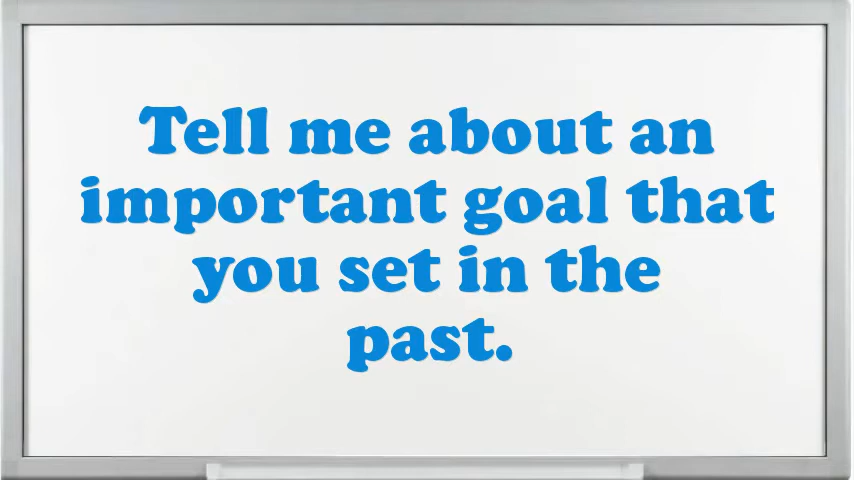 Tell me about an
important goal that
you set in the
past.